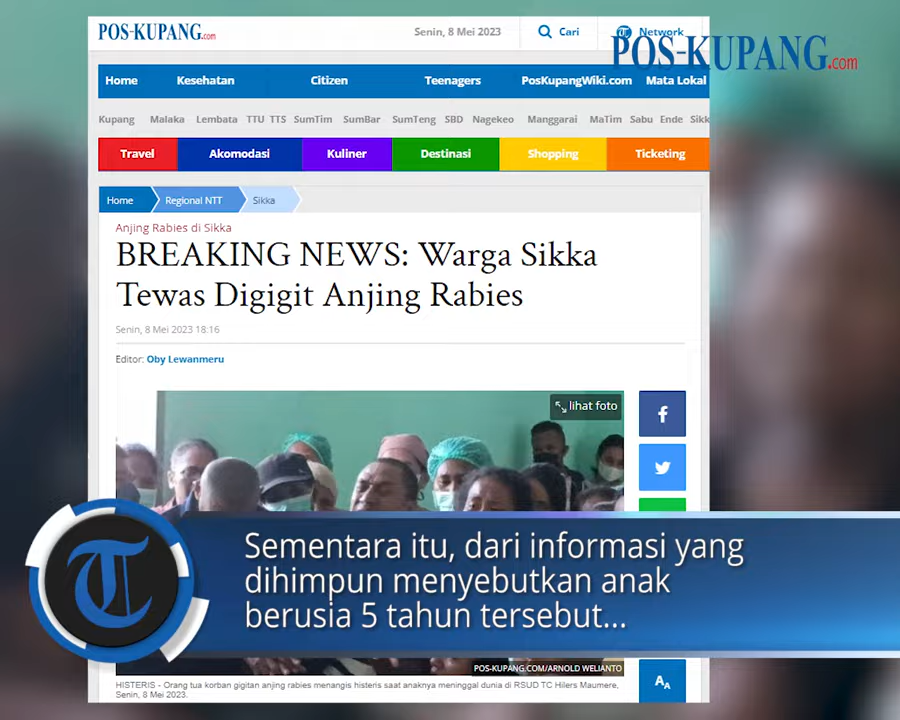 POS-KUPANG.com
Senin, 8 Mei 2023
Cari
Network
POS-KUPANG.com
Home Kesehatan Citizen Teenagers PosKupangWiki.com Mata Lokal
Kupang Malaka Lembata TTU TTS SumTim SumBar SumTeng SBD Nagekeo Manggarai MaTim Sabu Ende Sikk
Travel Akomodasi Kuliner Destinasi Shopping Ticketing
Home Regional NTT Sikka
Anjing Rabies di Sikka
BREAKING NEWS: Warga Sikka
Tewas Digigit Anjing Rabies
Senin, 8 Mei 2023 18:16
Editor: Oby Lewanmeru
lihat foto
Sementara itu, dari informasi yang
dihimpun menyebutkan anak
berusia 5 tahun tersebut...
POS-KUPANG.COM/ARNOLD WELIANTO
HISTERIS - Orang tua korban gigitan anjing rabies menangis histeris saat anaknya meninggal dunia di RSUD TC Hilers Maumere,
Senin, 8 Mei 2023.
AA